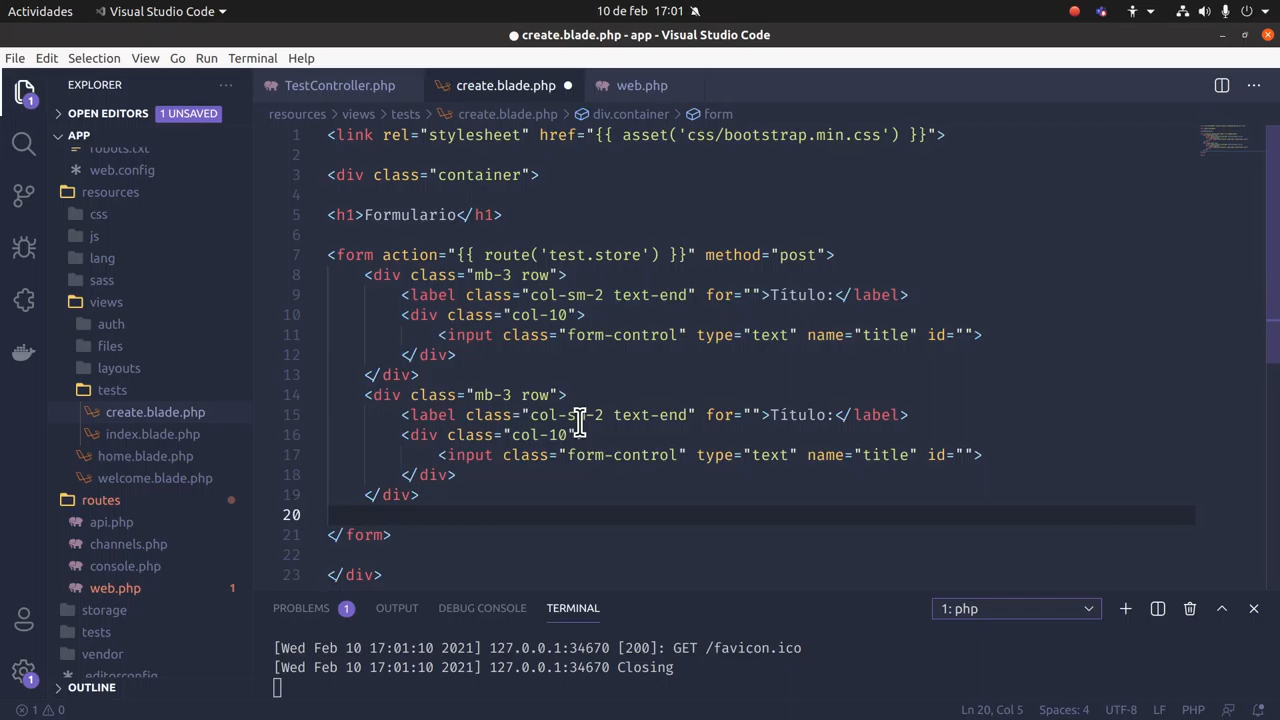 Actividades
Visual Studio Code
10 de feb 17:01
create.blade.php - app - Visual Studio Code
File Edit Selection View Go Run Terminal Help
EXPLORER
TestController.php
create.blade.php
web.php
OPEN EDITORS 1 UNSAVED
resources > views > tests > create.blade.php > div.container > form
APP
robots.txt
web.config
resources
css
js
lang
sass
views
auth
files
layouts
tests
create.blade.php
index.blade.php
home.blade.php
welcome.blade.php
routes
api.php
channels.php
console.php
web.php 1
storage
tests
vendor
.editorconfig
OUTLINE
1 <link rel="stylesheet" href="{{ asset('css/bootstrap.min.css') }}">
2
3 <div class="container">
4
5 <h1>Formulario</h1>
6
7 <form action="{{ route('test.store') }}" method="post">
8 <div class="mb-3 row">
9 <label class="col-sm-2 text-end" for="">Título:</label>
10 <div class="col-10">
11 <input class="form-control" type="text" name="title" id="">
12 </div>
13 </div>
14 <div class="mb-3 row">
15 <label class="col-sm-2 text-end" for="">Título:</label>
16 <div class="col-10">
17 <input class="form-control" type="text" name="title" id="">
18 </div>
19 </div>
20
21 </form>
22
23 </div>
PROBLEMS 1 OUTPUT DEBUG CONSOLE TERMINAL
1: php
[Wed Feb 10 17:01:10 2021] 127.0.0.1:34670 [200]: GET /favicon.ico
[Wed Feb 10 17:01:10 2021] 127.0.0.1:34670 Closing
1 0
Ln 20, Col 5 Spaces: 4 UTF-8 LF PHP